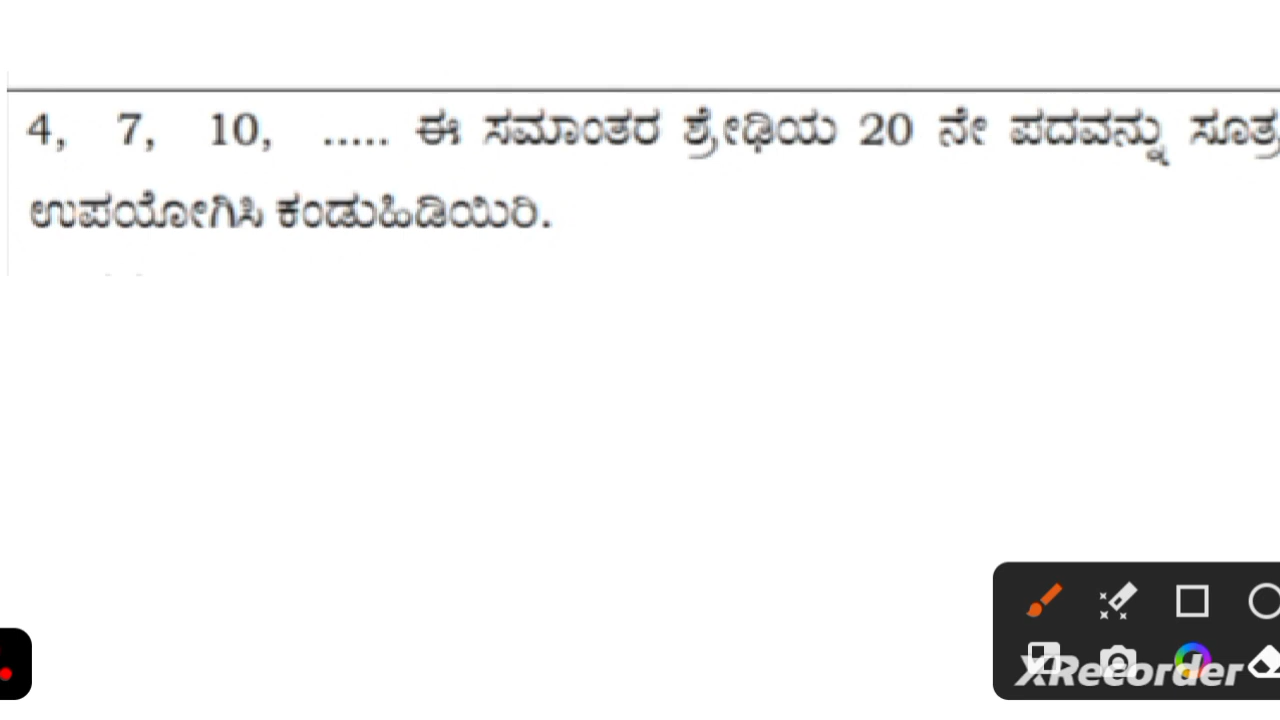 4, 7, 10, ..... ಈ ಸಮಾಂತರ ಶ್ರೇಢಿಯ 20 ನೇ ಪದವನ್ನು ಸೂತ್ರ
ಉಪಯೋಗಿಸಿ ಕಂಡುಹಿಡಿಯಿರಿ.
XRecorder